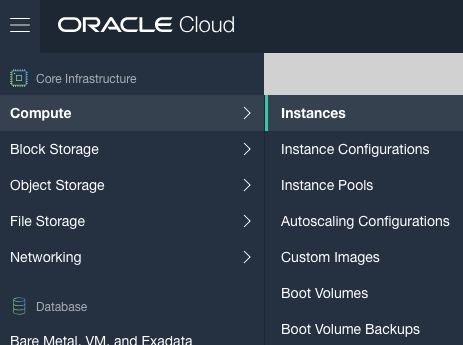 ORACLE Cloud
Core Infrastructure
Compute
Block Storage
Object Storage
File Storage
Networking
Database
Bare Metal, VM, and Exadata
Instances
Instance Configurations
Instance Pools
Autoscaling Configurations
Custom Images
Boot Volumes
Boot Volume Backups